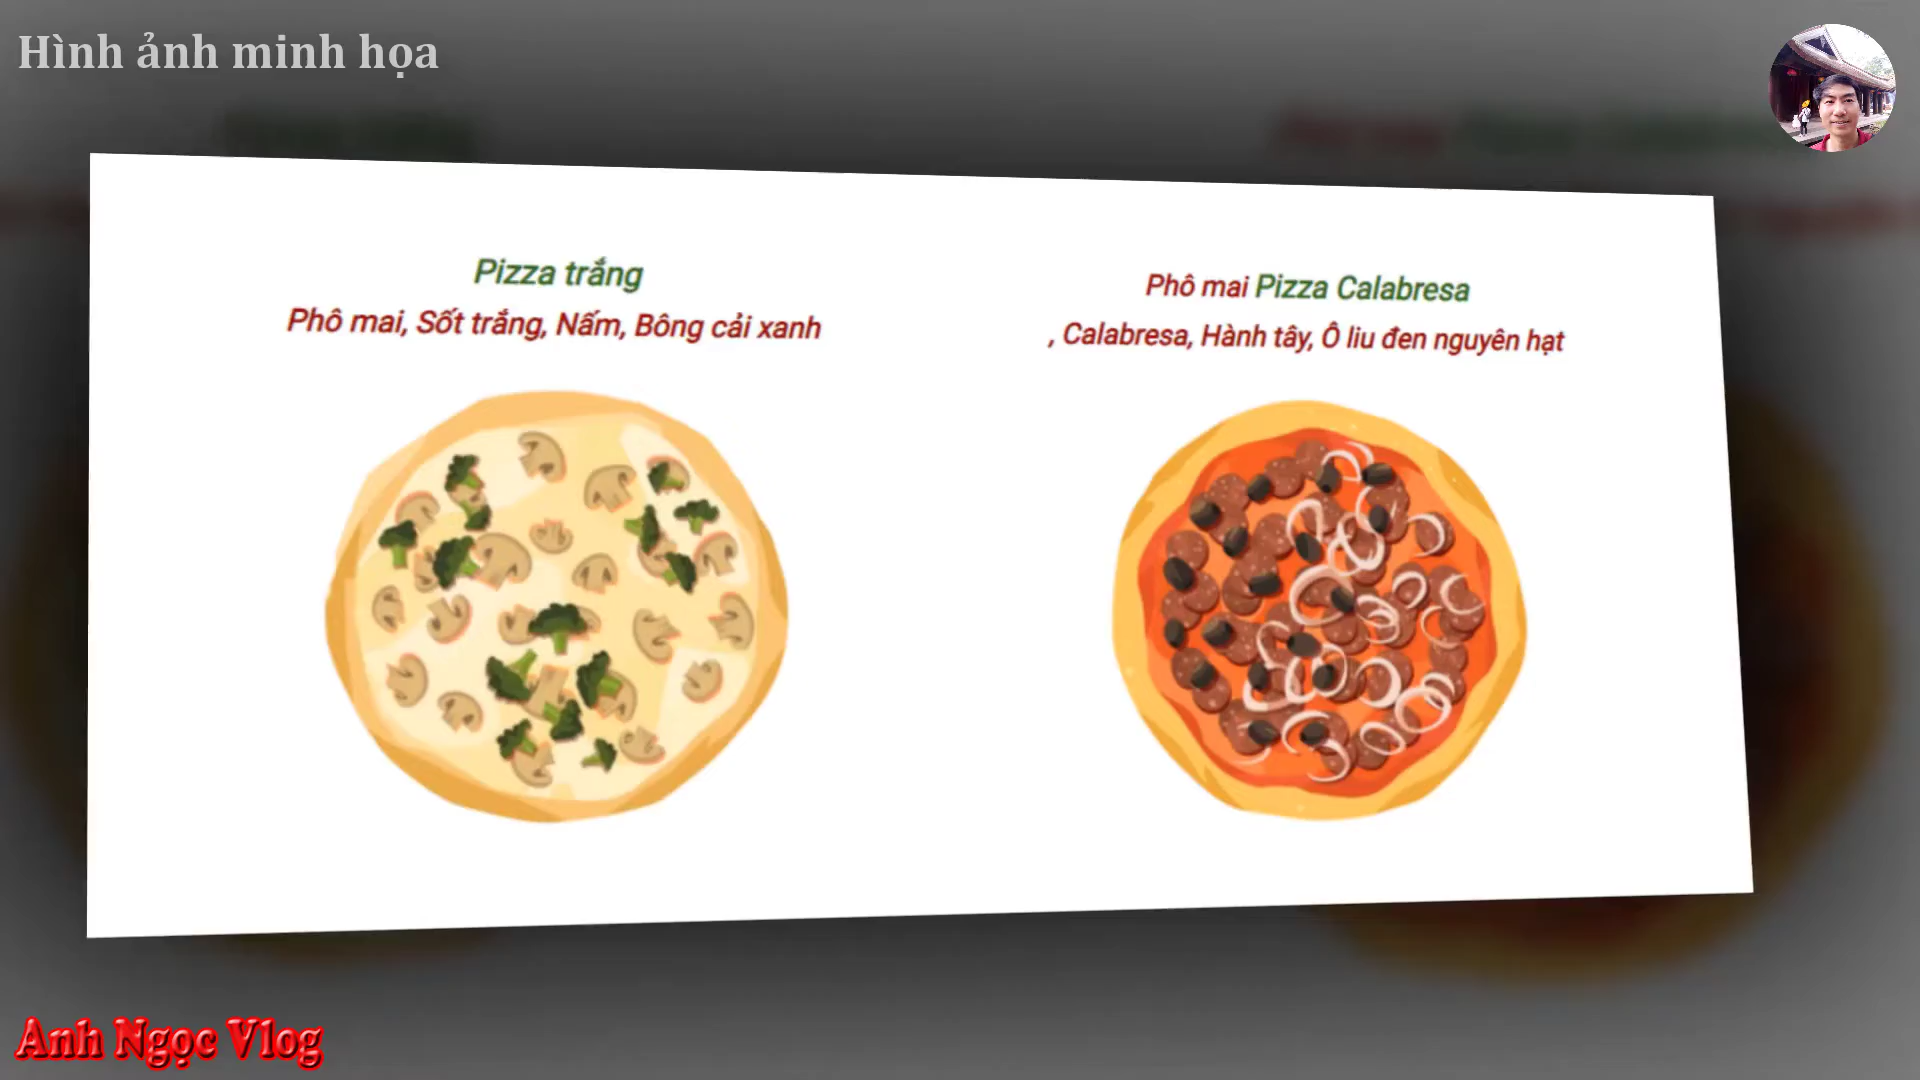 Hình ảnh minh họa
Pizza trắng
Phô mai, Sốt trắng, Nấm, Bông cải xanh
Phô mai Pizza Calabresa
, Calabresa, Hành tây, Ô liu đen nguyên hạt
Anh Ngọc Vlog